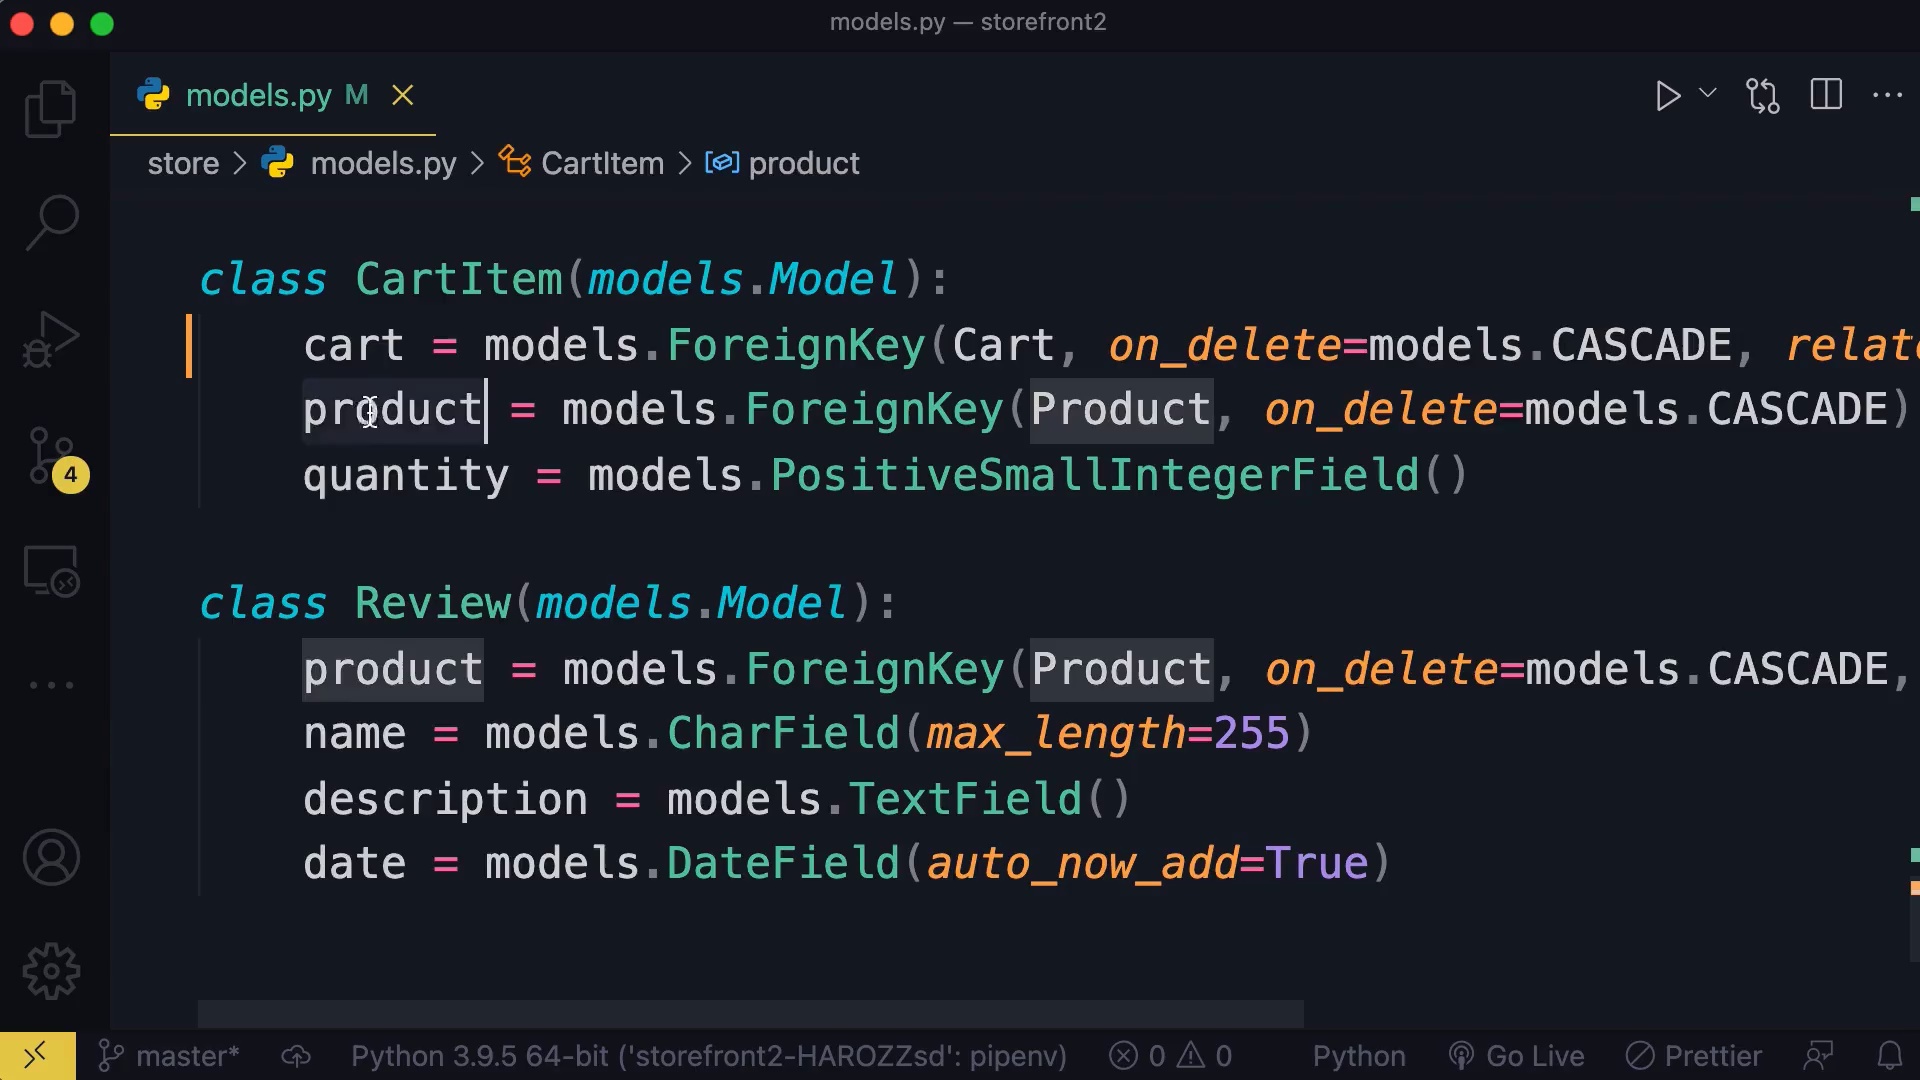 models.py — storefront2
models.py M
store > models.py > CartItem > product
class CartItem(models.Model):
cart = models.ForeignKey(Cart, on_delete=models.CASCADE, relat
product = models.ForeignKey(Product, on_delete=models.CASCADE)
quantity = models.PositiveSmallIntegerField()
class Review(models.Model):
product = models.ForeignKey(Product, on_delete=models.CASCADE,
name = models.CharField(max_length=255)
description = models.TextField()
date = models.DateField(auto_now_add=True)
4
master* Python 3.9.5 64-bit ('storefront2-HAROZZsd': pipenv) 0 0 Python Go Live Prettier